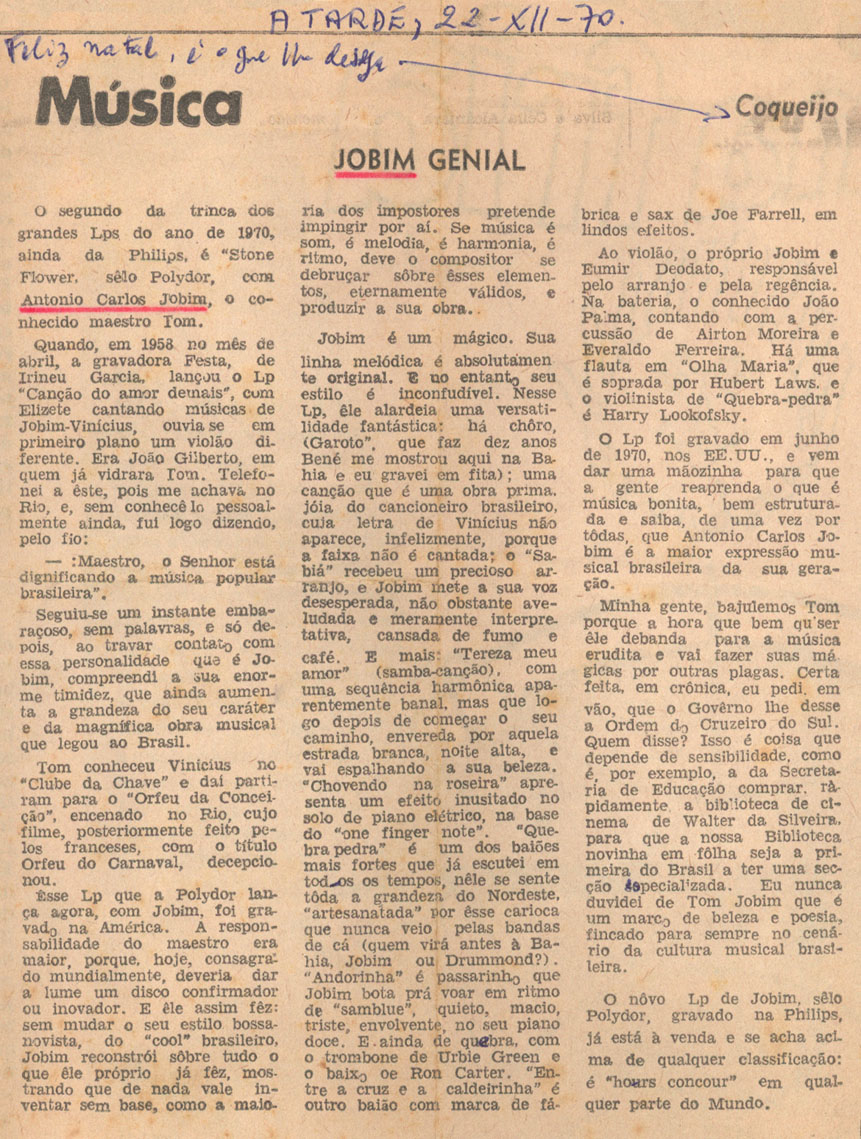 A TARDE, 22-XII-70.
Feliz natal, é o que lhe deseja
Música
Coqueijo
JOBIM GENIAL
O segundo da trinca dos
grandes Lps do ano de 1970,
ainda da Philips, é "Stone
Flower. sêlo Polydor, com
Antonio Carlos Jobim, o co-
nhecido maestro Tom.
Quando, em 1958 no mês de
abril, a gravadora Festa, de
Irineu Garcia, lançou o Lp
"Canção do amor demais", com
Elizete cantando músicas de
Jobim-Vinícius, ouvia se em
primeiro plano um violão di-
ferente. Era João Gilberto, em
quem já vidrara Tom. Telefo-
nei a êste, pois me achava no
Rio, e, sem conhecê lo pessoal-
mente ainda, fui logo dizendo,
pelo fio:
— :Maestro, o Senhor está
dignificando a música popular
brasileira".
Seguiu-se um instante emba-
raçoso, sem palavras, e só de-
pois, ao travar contato com
essa personalidade que é Jo-
bim, compreendi a sua enor-
me timidez, que ainda aumen-
ta a grandeza do seu caráter
e da magnífica obra musical
que legou ao Brasil.
Tom conheceu Vinicius no
"Clube da Chave" e daí parti-
ram para o "Orfeu da Concei-
ção", encenado no Rio, cujo
filme, posteriormente feito pe-
los franceses, com o título
Orfeu do Carnaval, decepcio-
nou.
Êsse Lp que a Polydor lan-
ça agora, com Jobim, foi gra-
vado na América. A respon-
sabilidade do maestro era
maior, porque, hoje, consagra-
do mundialmente, deveria dar
a lume um disco confirmador
ou inovador. E êle assim fêz:
sem mudar o seu estilo bossa-
novista, do "cool" brasileiro,
Jobim reconstrói sôbre tudo o
que êle próprio já fêz, mos-
trando que de nada vale in-
ventar sem base, como a maio-
ria dos impostores pretende
impingir por aí. Se música é
som, é melodia, é harmonia, é
ritmo, deve o compositor se
debruçar sôbre êsses elemen-
tos, eternamente válidos, e
produzir a sua obra.
Jobim é um mágico. Sua
linha melódica é absolutamen-
te original. E no entanto seu
estilo é inconfudível. Nesse
Lp, êle alardeia uma versati-
lidade fantástica: há chôro,
(Garoto", que faz dez anos
Bené me mostrou aqui na Ba-
hia e eu gravei em fita); uma
canção que é uma obra prima.
jóia do cancioneiro brasileiro,
cuja letra de Vinicius não
aparece, infelizmente, porque
a faixa não é cantada; o "Sa-
biá" recebeu um precioso ar-
ranjo, e Jobim mete a sua voz
desesperada, não obstante ave-
ludada e meramente interpre-
tativa, cansada de fumo e
café. E mais: "Tereza meu
amor" (samba-canção), com
uma sequência harmônica apa-
rentemente banal, mas que lo-
go depois de começar o seu
caminho, envereda por aquela
estrada branca, noite alta, e
vai espalhando a sua beleza.
"Chovendo na roseira" apre-
senta um efeito inusitado no
solo de piano elétrico, na base
do "one finger note". "Que-
bra pedra" é um dos baiões
mais fortes que já escutei em
todos os tempos, nêle se sente
tôda a grandeza do Nordeste,
"artesanatada" por êsse carioca
que nunca veio pelas bandas
de cá (quem virá antes à Ba-
hia, Jobim ou Drummond?).
"Andorinha" é passarinho que
Jobim bota prá voar em ritmo
de "samblue", quieto, macio,
triste, envolvente, no seu piano
doce. E ainda de quebra, com
o trombone de Urbie Green e
o baixo oe Ron Carter. "En-
tre a cruz e a caldeirinha" é
outro baião com marca de fá-
brica e sax de Joe Farrell, em
lindos efeitos.
Ao violão, o próprio Jobim e
Eumir Deodato, responsável
pelo arranjo e pela regência.
Na bateria, o conhecido João
Palma, contando com a per-
cussão de Airton Moreira e
Everaldo Ferreira. Há uma
flauta em "Olha Maria", que
é soprada por Hubert Laws. e
o violinista de "Quebra-pedra"
é Harry Lookofsky.
O Lp foi gravado em junho
de 1970, nos EE.UU., e vem
dar uma mãozinha para que
a gente reaprenda o que é
música bonita, bem estrutura-
da e saiba, de uma vez por
tôdas, que Antonio Carlos Jo-
bim é a maior expressão mu-
sical brasileira da sua gera-
ção.
Minha gente, bajulemos Tom
porque a hora que bem qu'ser
êle debanda para a música
erudita e vai fazer suas má-
gicas por outras plagas. Certa
feita, em crônica, eu pedi. em
vão, que o Govêrno lhe desse
a Ordem do Cruzeiro do Sul.
Quem disse? Isso é coisa que
depende de sensibilidade, como
é, por exemplo, a da Secreta-
ria de Educação comprar. rà-
pidamente, a biblioteca de ci-
nema de Walter da Silveira.
para que a nossa Biblioteca
novinha em fôlha seja a pri-
meira do Brasil a ter uma sec-
ção especializada. Eu nunca
duvidei de Tom Jobim que é
um marco de beleza e poesia,
fincado para sempre no cená-
rio da cultura musical brasi-
leira.
O nôvo Lp de Jobim, sêlo
Polydor, gravado na Philips,
já está à venda e se acha aci-
ma de qualquer classificação:
é "hours concour" em qual-
quer parte do Mundo.